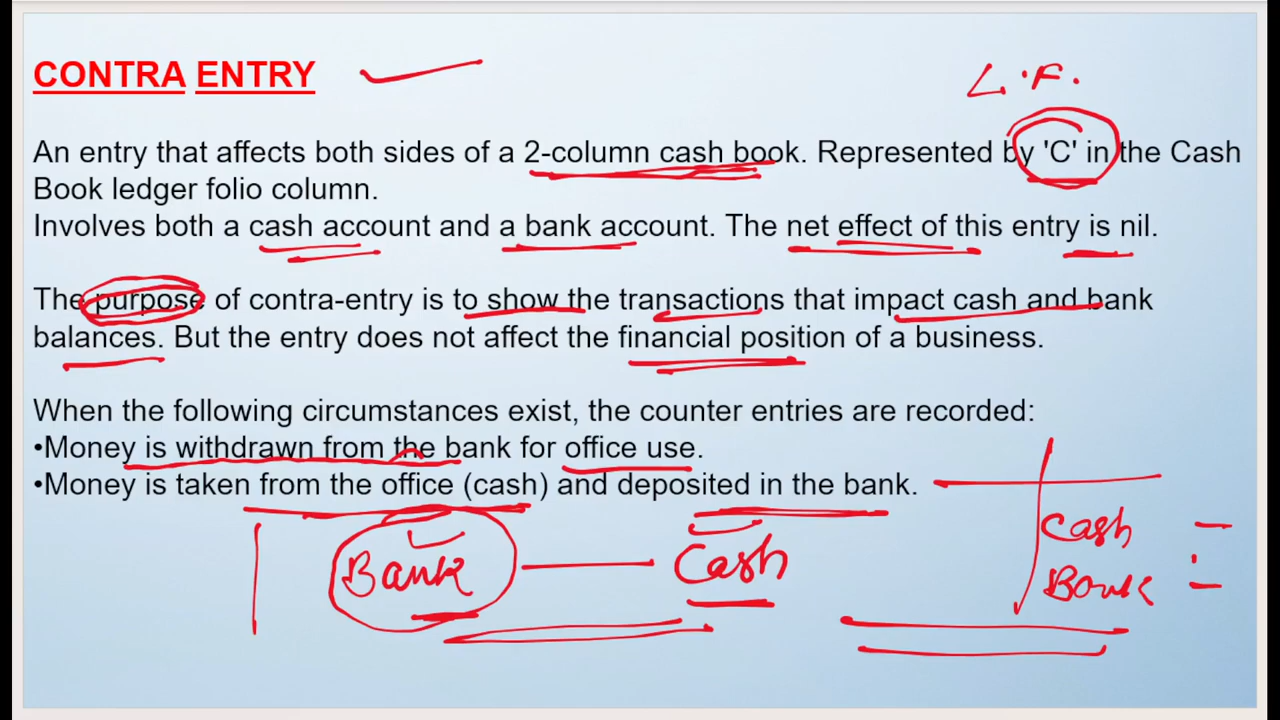 CONTRA ENTRY
L.F.
An entry that affects both sides of a 2-column cash book. Represented by 'C' in the Cash
Book ledger folio column.
Involves both a cash account and a bank account. The net effect of this entry is nil.
The purpose of contra-entry is to show the transactions that impact cash and bank
balances. But the entry does not affect the financial position of a business.
When the following circumstances exist, the counter entries are recorded:
•Money is withdrawn from the bank for office use.
•Money is taken from the office (cash) and deposited in the bank.
Bank — Cash
Cash —
Bank —